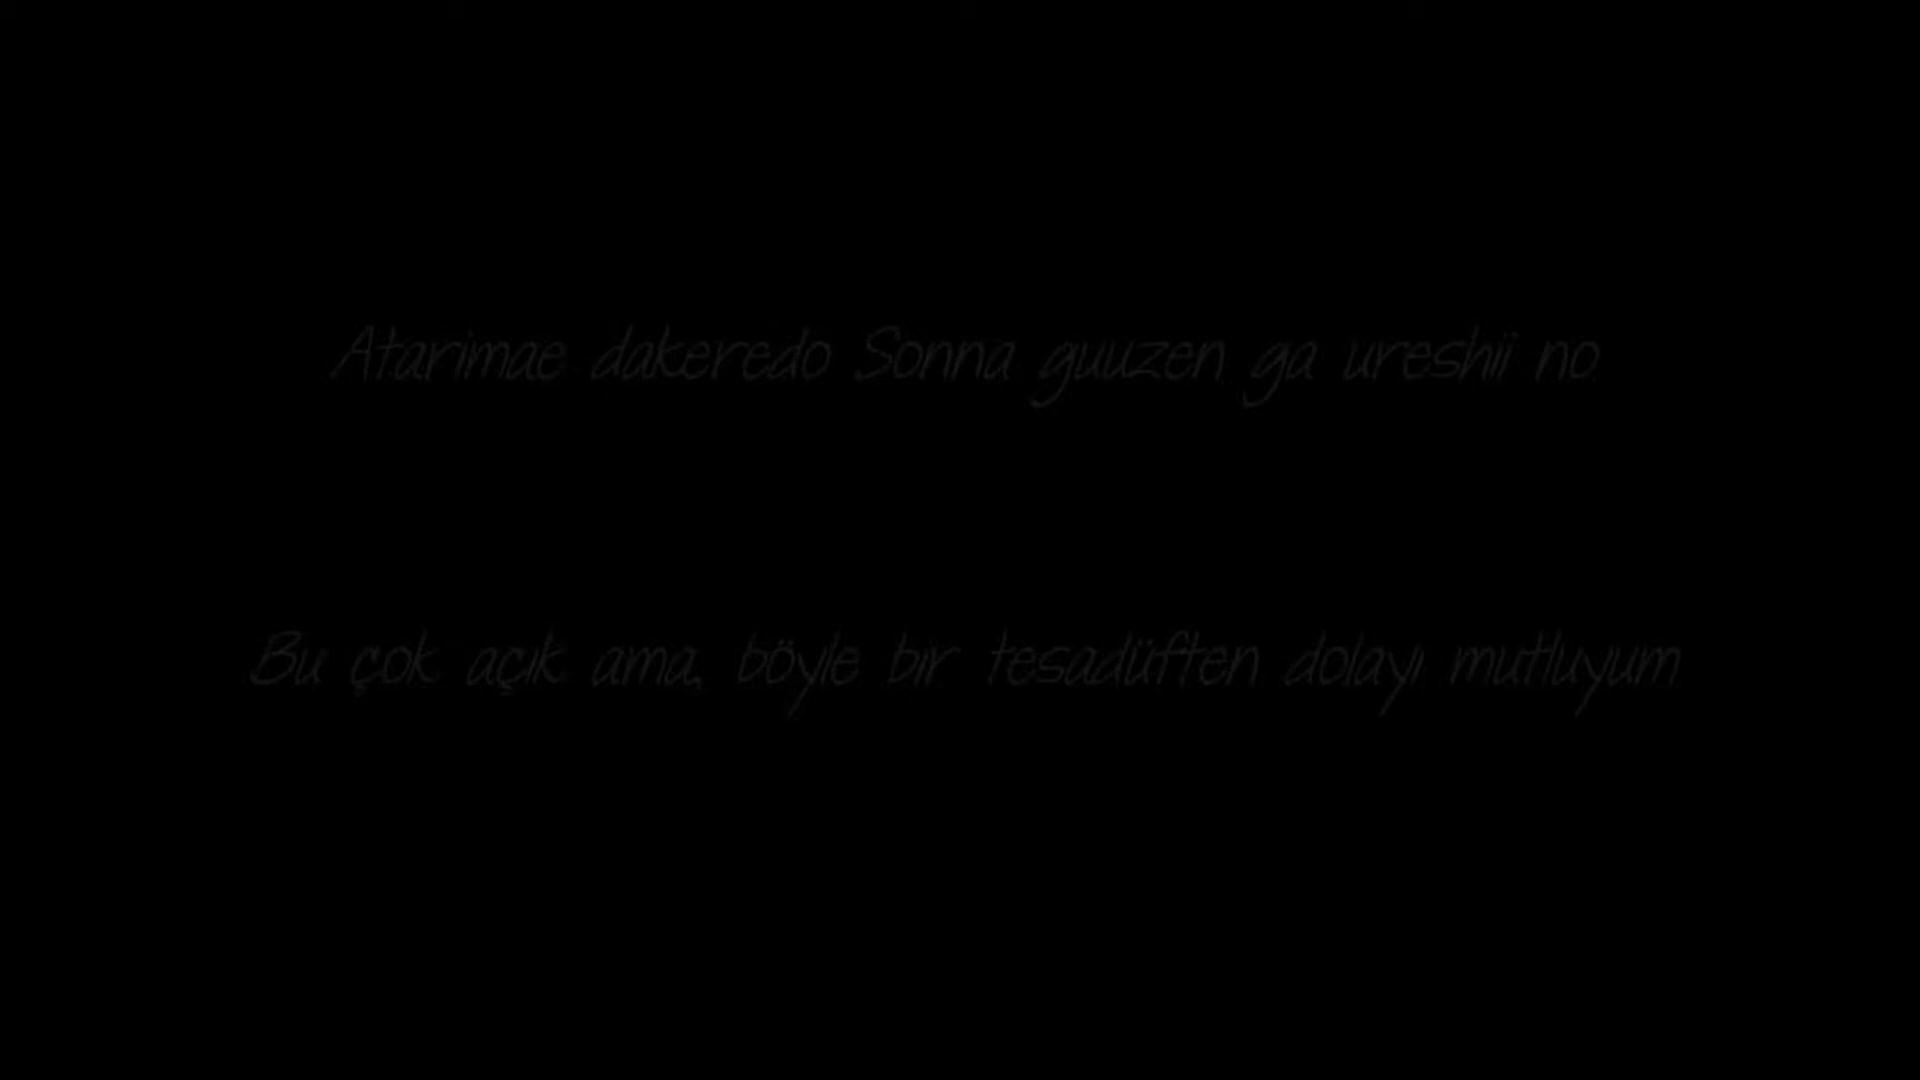 Atarimae dakeredo Sonna guuzen ga ureshii no
Bu çok açık ama, böyle bir tesadüften dolayı mutluyum